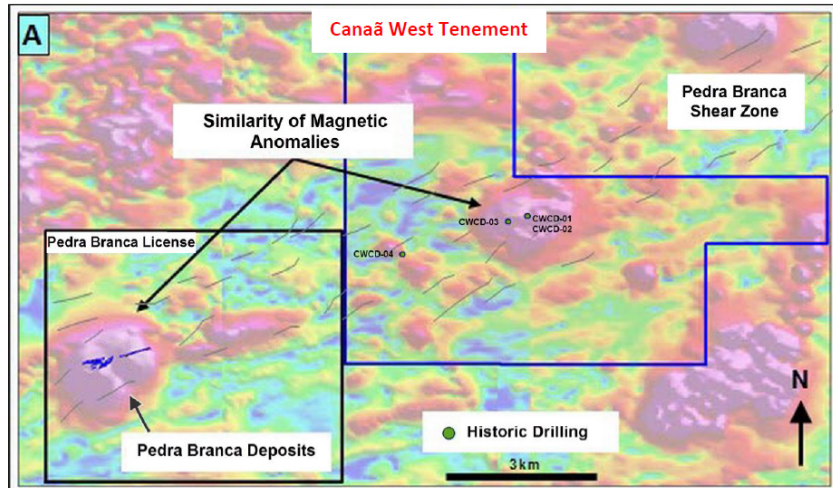 A
Canaã West Tenement
Pedra Branca
Shear Zone
Similarity of Magnetic
Anomalies
CWCD-03
CWCD-01
CWCD-02
CWCD-04
Pedra Branca License
Pedra Branca Deposits
Historic Drilling
N
3km